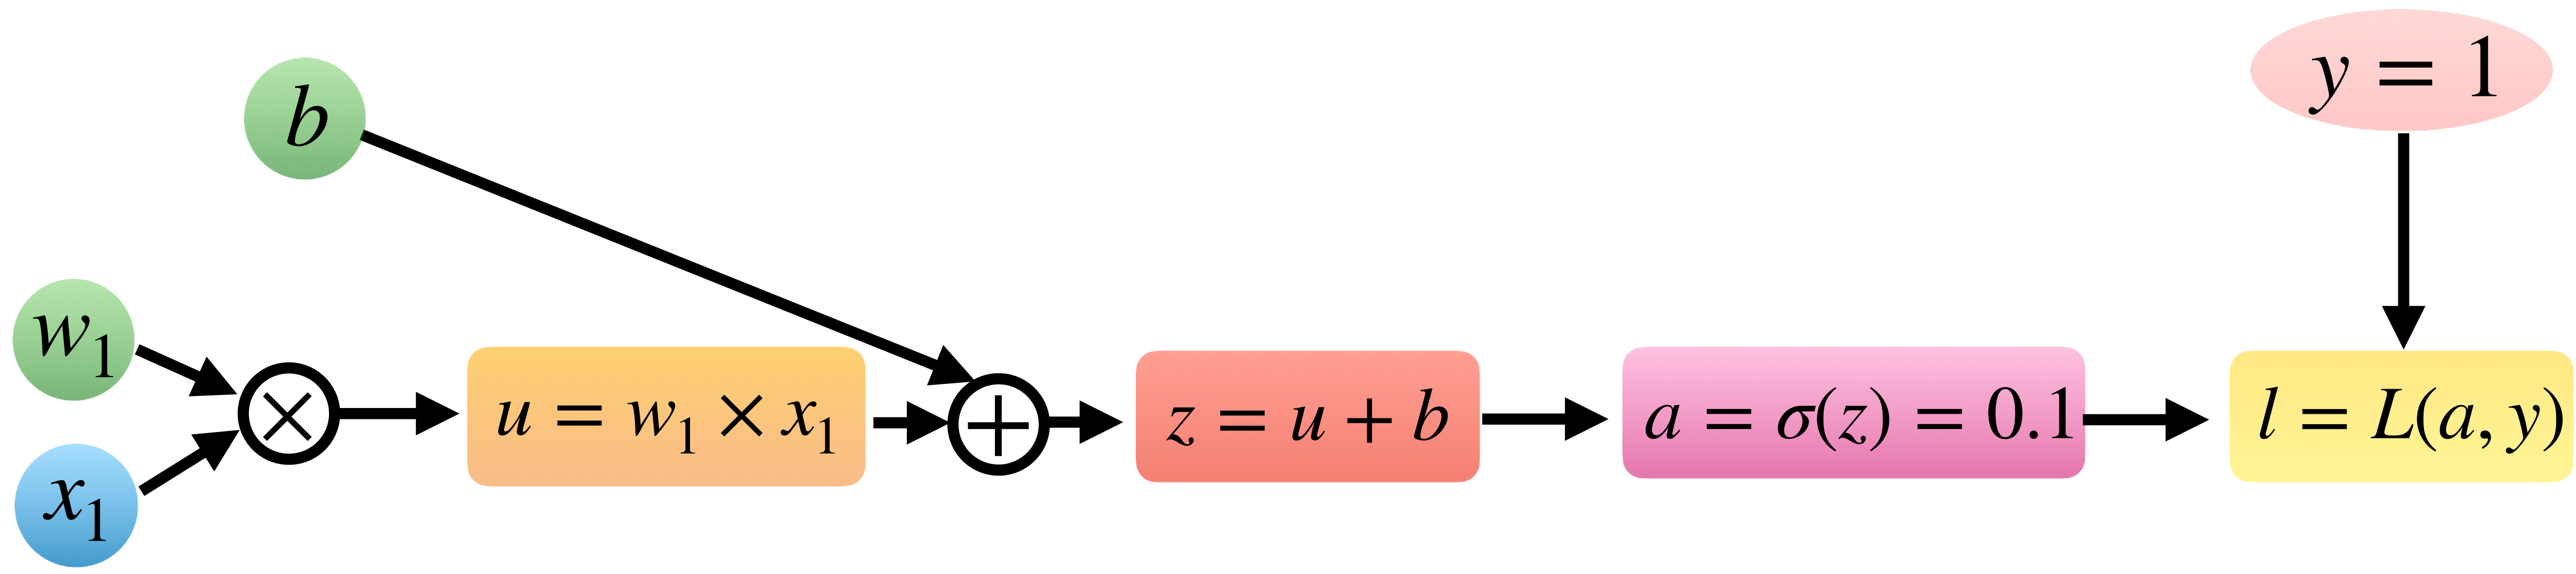 y = 1
b
w₁
x₁
×
u = w₁ × x₁
+
z = u + b
a = σ(z) = 0.1
l = L(a, y)